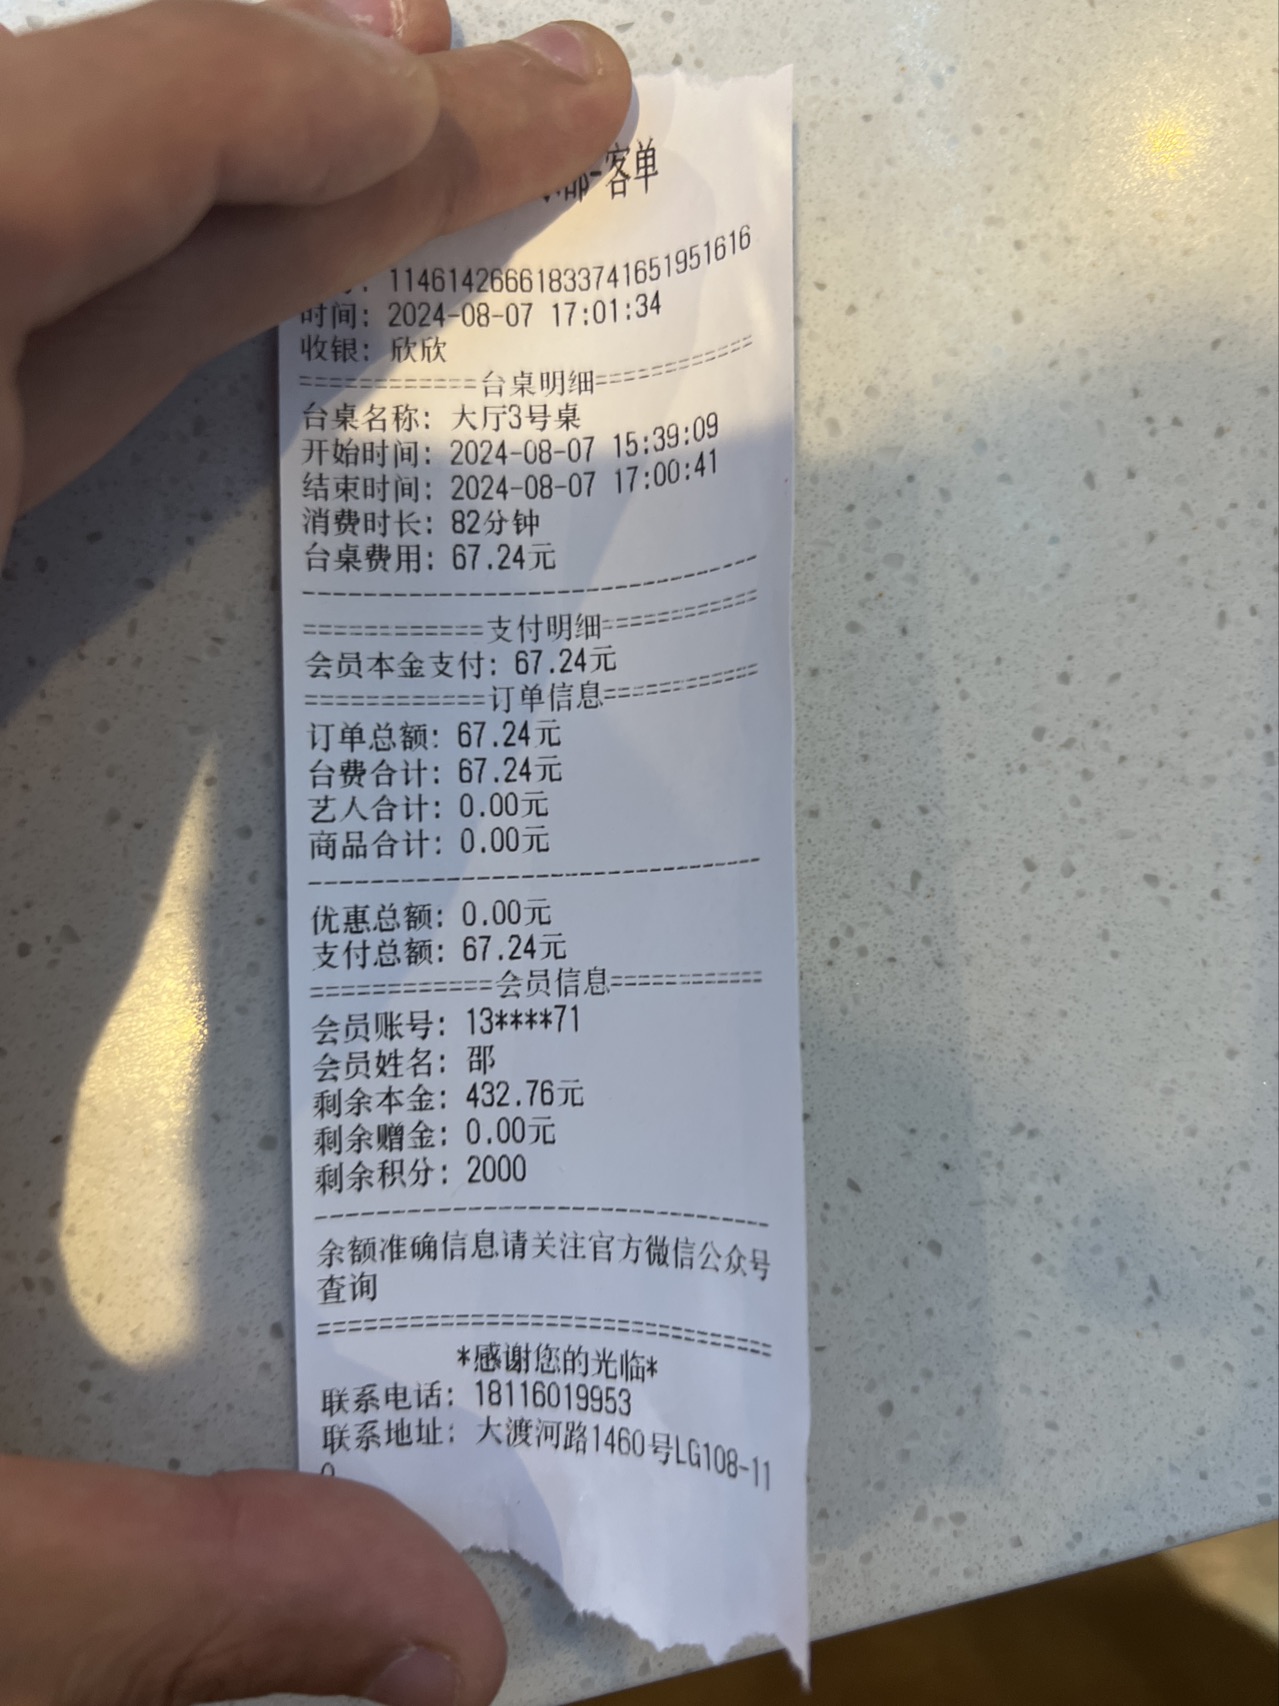 -客单
1146142666183374165195​1616
时间: 2024-08-07 17:01:34
收银: 欣欣
============台桌明细===========
台桌名称: 大厅3号桌
开始时间: 2024-08-07 15:39:09
结束时间: 2024-08-07 17:00:41
消费时长: 82分钟
台桌费用: 67.24元
--------------------------------
============支付明细===========
会员本金支付: 67.24元
============订单信息===========
订单总额: 67.24元
台费合计: 67.24元
艺人合计: 0.00元
商品合计: 0.00元
--------------------------------
优惠总额: 0.00元
支付总额: 67.24元
============会员信息===========
会员账号: 13****71
会员姓名: 邵
剩余本金: 432.76元
剩余赠金: 0.00元
剩余积分: 2000
--------------------------------
余额准确信息请关注官方微信公众号
查询
================================
*感谢您的光临*
联系电话: 18116019953
联系地址: 大渡河路1460号LG108-11